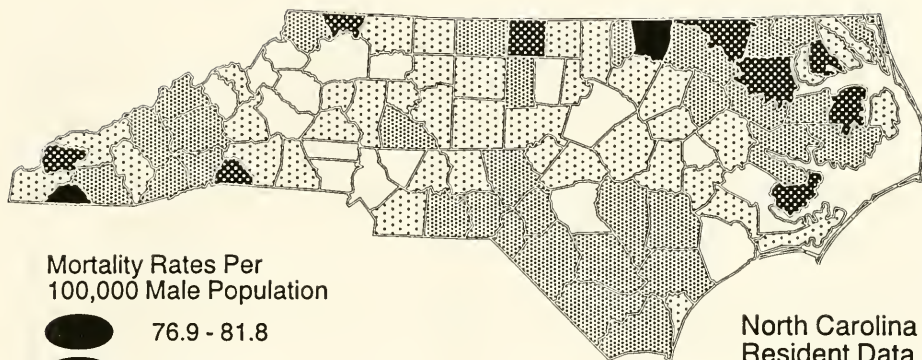 Mortality Rates Per
100,000 Male Population
76.9 - 81.8
North Carolina
Resident Data